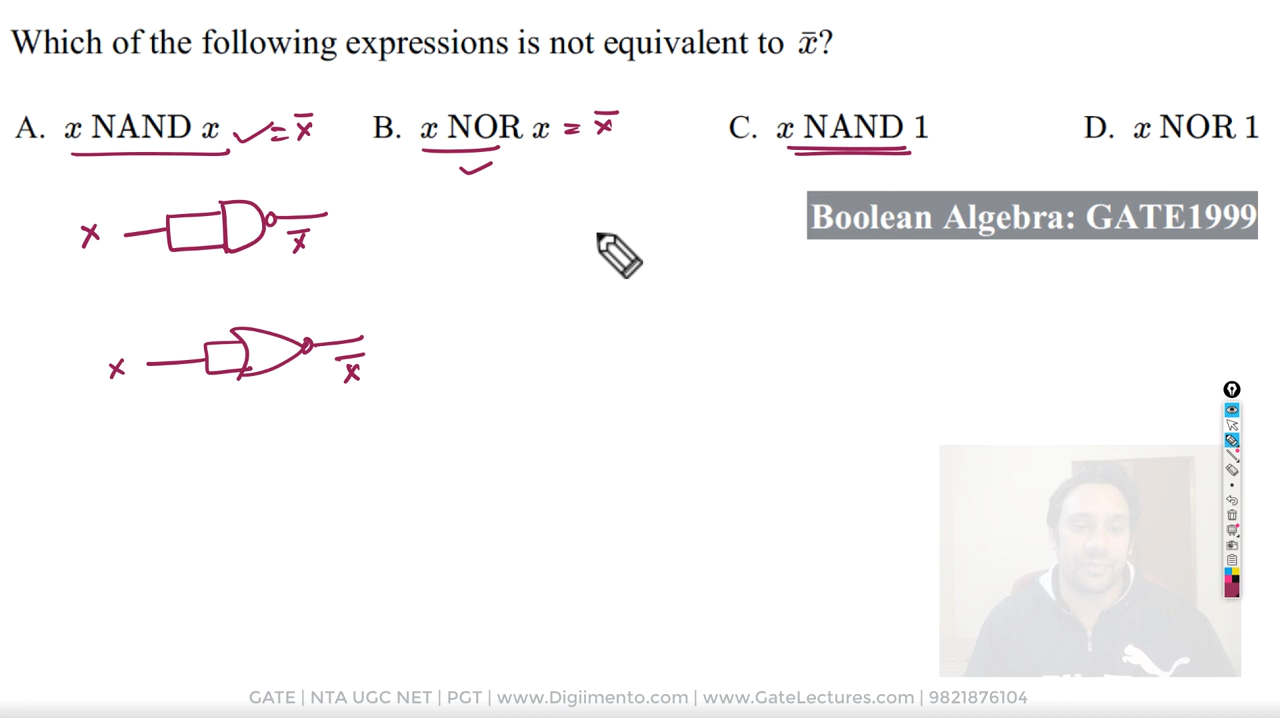 Which of the following expressions is not equivalent to x̄?
A. x NAND x ✓= x̄ B. x NOR x = x̄ C. x NAND 1 D. x NOR 1
✓
Boolean Algebra: GATE1999
x x̄
x x̄
GATE | NTA UGC NET | PGT | www.Digiimento.com | www.GateLectures.com | 9821876104